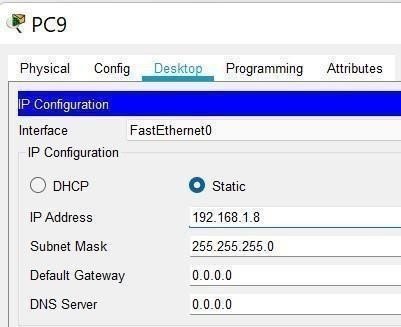 PC9
Physical Config Desktop Programming Attributes
IP Configuration
Interface FastEthernet0
IP Configuration
DHCP Static
IP Address 192.168.1.8
Subnet Mask 255.255.255.0
Default Gateway 0.0.0.0
DNS Server 0.0.0.0